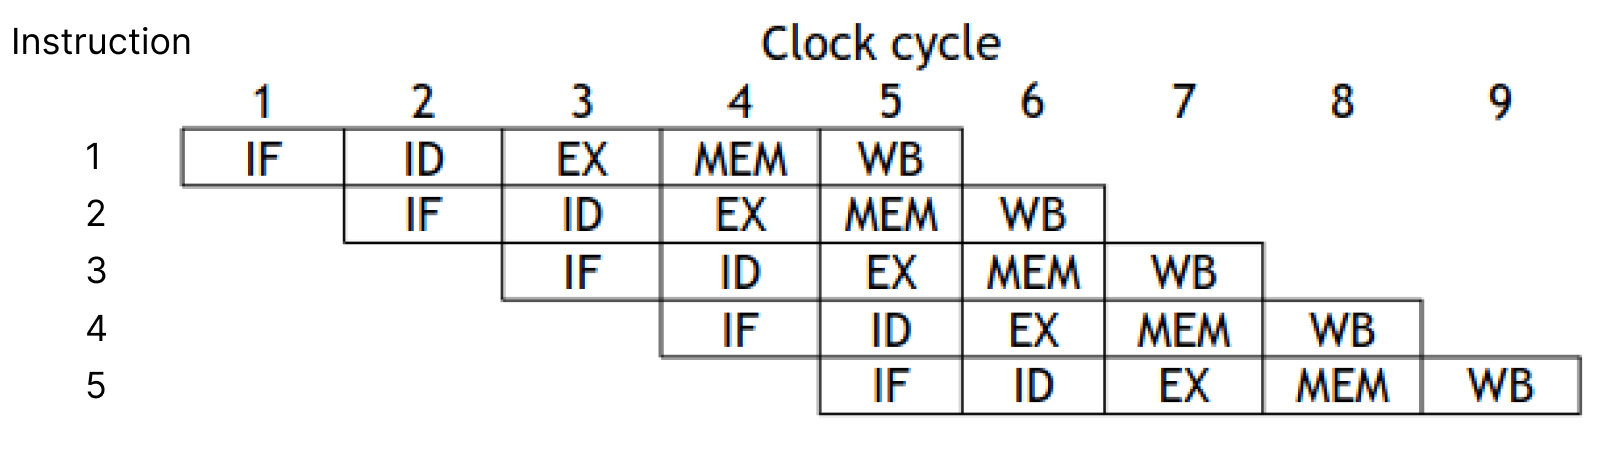 Instruction Clock cycle
1 2 3 4 5 6 7 8 9
1 IF ID EX MEM WB
2 IF ID EX MEM WB
3 IF ID EX MEM WB
4 IF ID EX MEM WB
5 IF ID EX MEM WB